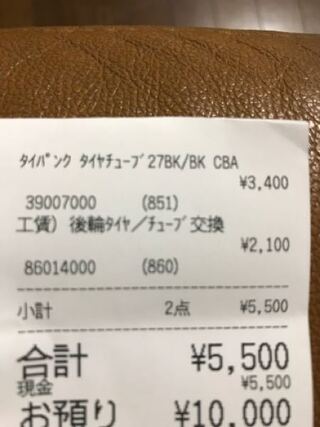 ﾀｲﾊﾟﾝｸ ﾀｲﾔﾁｭｰﾌﾞ27BK/BK CBA
¥3,400
39007000 (851)
工賃) 後輪ﾀｲﾔ／ﾁｭｰﾌﾞ交換
¥2,100
86014000 (860)
小計 2点 ¥5,500
合計 ¥5,500
現金 ¥5,500
お預り ¥10,000